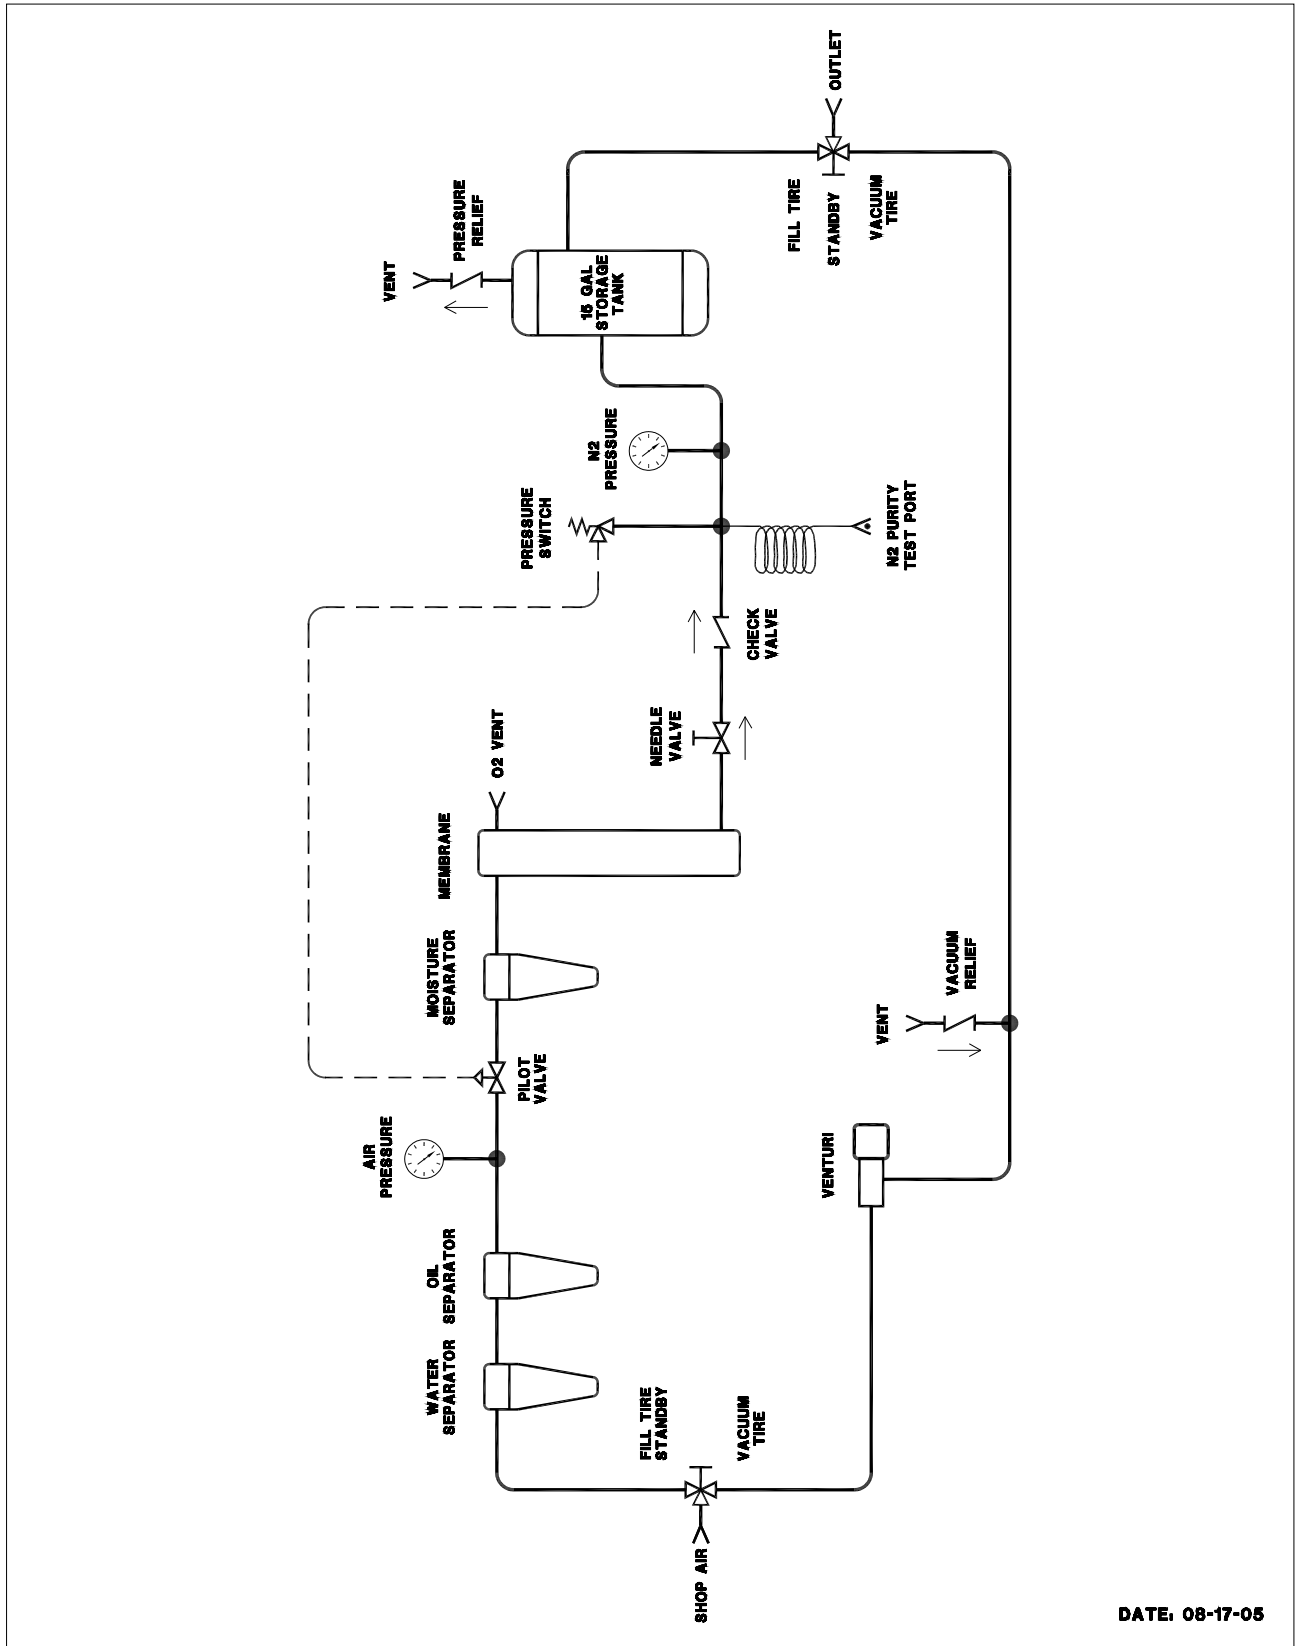 SHOP AIR
FILL TIRE
STANDBY
VACUUM
TIRE
WATER
SEPARATOR
OIL
SEPARATOR
AIR
PRESSURE
PILOT
VALVE
MOISTURE
SEPARATOR
MEMBRANE
O2 VENT
NEEDLE
VALVE
CHECK
VALVE
PRESSURE
SWITCH
N2 PURITY
TEST PORT
N2
PRESSURE
15 GAL
STORAGE
TANK
VENT
PRESSURE
RELIEF
FILL TIRE
STANDBY
VACUUM
TIRE
OUTLET
VENTURI
VENT
VACUUM
RELIEF
DATE: 08-17-05